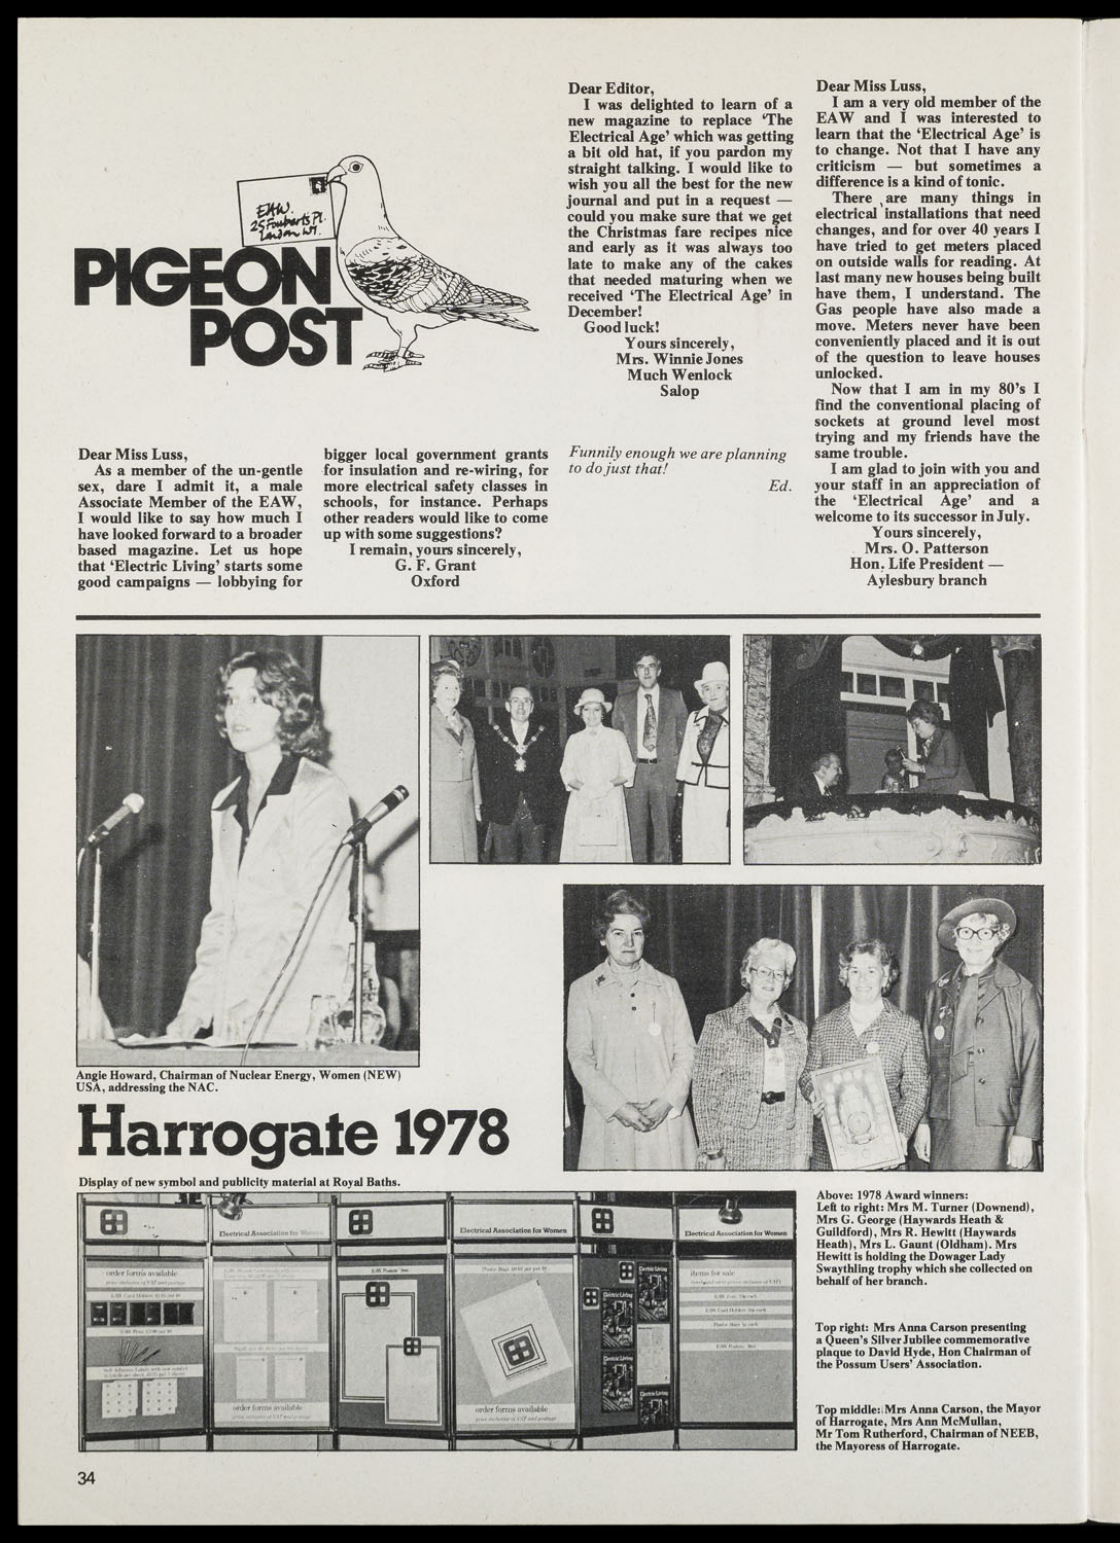 EAW.
25 Fouberts Pl.
London W1.
PIGEON
POST
Dear Miss Luss,
As a member of the un-gentle
sex, dare I admit it, a male
Associate Member of the EAW,
I would like to say how much I
have looked forward to a broader
based magazine. Let us hope
that ‘Electric Living’ starts some
good campaigns — lobbying for
bigger local government grants
for insulation and re-wiring, for
more electrical safety classes in
schools, for instance. Perhaps
other readers would like to come
up with some suggestions?
I remain, yours sincerely,
G. F. Grant
Oxford
Dear Editor,
I was delighted to learn of a
new magazine to replace ‘The
Electrical Age’ which was getting
a bit old hat, if you pardon my
straight talking. I would like to
wish you all the best for the new
journal and put in a request —
could you make sure that we get
the Christmas fare recipes nice
and early as it was always too
late to make any of the cakes
that needed maturing when we
received ‘The Electrical Age’ in
December!
Good luck!
Yours sincerely,
Mrs. Winnie Jones
Much Wenlock
Salop
Funnily enough we are planning
to do just that!
Ed.
Dear Miss Luss,
I am a very old member of the
EAW and I was interested to
learn that the ‘Electrical Age’ is
to change. Not that I have any
criticism — but sometimes a
difference is a kind of tonic.
There are many things in
electrical installations that need
changes, and for over 40 years I
have tried to get meters placed
on outside walls for reading. At
last many new houses being built
have them, I understand. The
Gas people have also made a
move. Meters never have been
conveniently placed and it is out
of the question to leave houses
unlocked.
Now that I am in my 80's I
find the conventional placing of
sockets at ground level most
trying and my friends have the
same trouble.
I am glad to join with you and
your staff in an appreciation of
the ‘Electrical Age’ and a
welcome to its successor in July.
Yours sincerely,
Mrs. O. Patterson
Hon. Life President —
Aylesbury branch
Angie Howard, Chairman of Nuclear Energy, Women (NEW)
USA, addressing the NAC.
Harrogate 1978
Display of new symbol and publicity material at Royal Baths.
Electrical Association for Women
Electrical Association for Women
Electrical Association for Women
order forms available
order forms available
order forms available
items for sale
Electric Living
Electric Living
Electric Living
Above: 1978 Award winners:
Left to right: Mrs M. Turner (Downend),
Mrs G. George (Haywards Heath &
Guildford), Mrs R. Hewitt (Haywards
Heath), Mrs L. Gaunt (Oldham). Mrs
Hewitt is holding the Dowager Lady
Swaythling trophy which she collected on
behalf of her branch.
Top right: Mrs Anna Carson presenting
a Queen's Silver Jubilee commemorative
plaque to David Hyde, Hon Chairman of
the Possum Users' Association.
Top middle: Mrs Anna Carson, the Mayor
of Harrogate, Mrs Ann McMullan,
Mr Tom Rutherford, Chairman of NEEB,
the Mayoress of Harrogate.
34